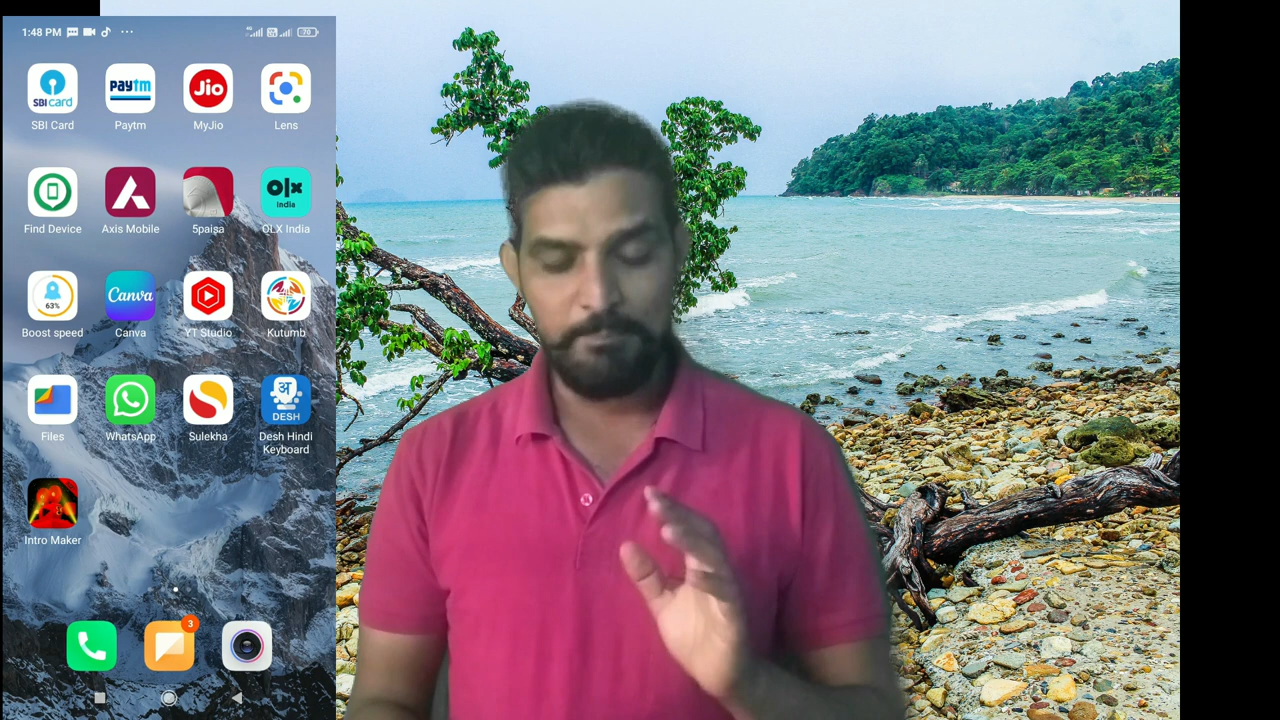 1:48 PM
4G
70
SBI card
paytm
Jio
SBI Card
Paytm
MyJio
Lens
olx
India
Find Device
Axis Mobile
5paisa
OLX India
63%
Canva
Boost speed
Canva
YT Studio
Kutumb
अ
DESH
Files
WhatsApp
Sulekha
Desh Hindi
Keyboard
Intro Maker
3